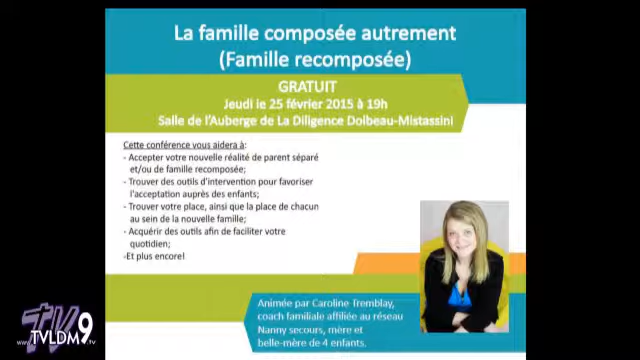 La famille composée autrement
(Famille recomposée)
GRATUIT
Jeudi le 25 février 2015 à 19h
Salle de l'Auberge de La Diligence Dolbeau-Mistassini
Cette conférence vous aidera à:
- Accepter votre nouvelle réalité de parent séparé
et/ou de famille recomposée;
- Trouver des outils d'intervention pour favoriser
l'acceptation auprès des enfants;
- Trouver votre place, ainsi que la place de chacun
au sein de la nouvelle famille;
- Acquérir des outils afin de faciliter votre
quotidien;
-Et plus encore!
Animée par Caroline Tremblay,
coach familiale affiliée au réseau
Nanny secours, mère et
belle-mère de 4 enfants.
TV9
www.TVLDM.tv